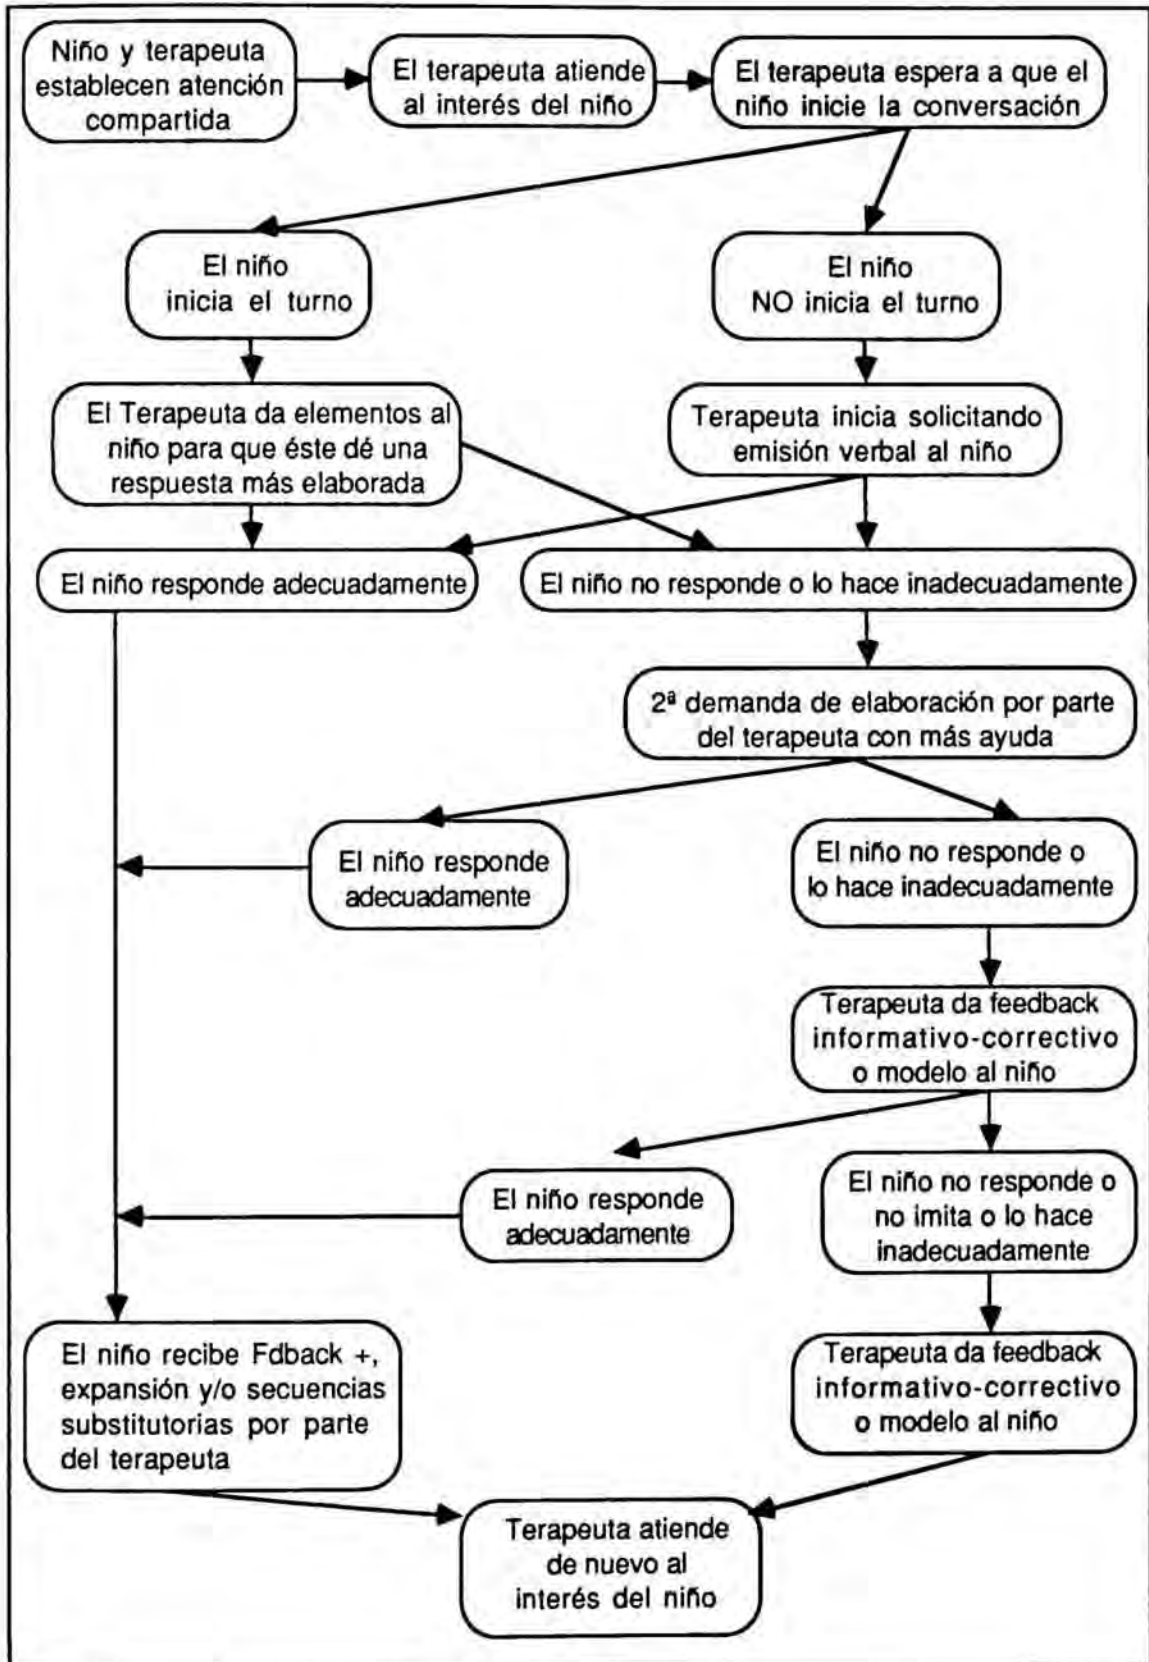 Niño y terapeuta
establecen atención
compartida
El terapeuta atiende
al interés del niño
El terapeuta espera a que el
niño inicie la conversación
El niño
inicia el turno
El niño
NO inicia el turno
El Terapeuta da elementos al
niño para que éste dé una
respuesta más elaborada
Terapeuta inicia solicitando
emisión verbal al niño
El niño responde adecuadamente
El niño no responde o lo hace inadecuadamente
2ª demanda de elaboración por parte
del terapeuta con más ayuda
El niño responde
adecuadamente
El niño no responde o
lo hace inadecuadamente
Terapeuta da feedback
informativo-correctivo
o modelo al niño
El niño responde
adecuadamente
El niño no responde o
no imita o lo hace
inadecuadamente
El niño recibe Fdback +,
expansión y/o secuencias
substitutorias por parte
del terapeuta
Terapeuta da feedback
informativo-correctivo
o modelo al niño
Terapeuta atiende
de nuevo al
interés del niño